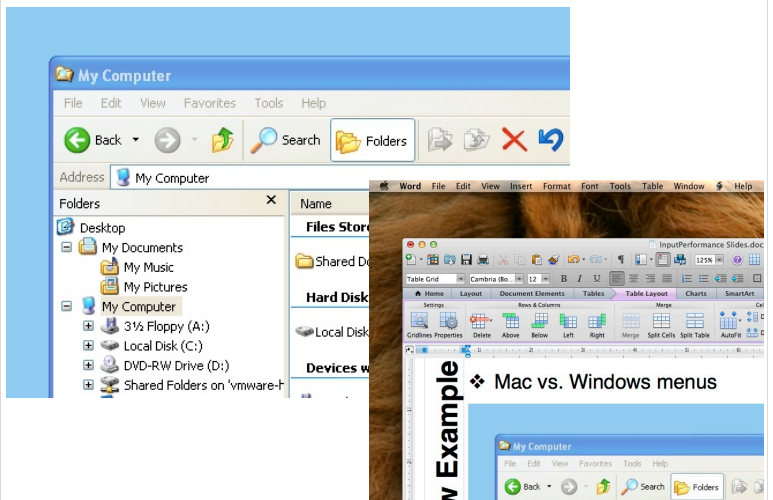 My Computer
File Edit View Favorites Tools Help
Back Search Folders
Address My Computer
Folders
Name
Desktop
My Documents
My Music
My Pictures
My Computer
3½ Floppy (A:)
Local Disk (C:)
DVD-RW Drive (D:)
Shared Folders on 'vmware-h
Files Store
Shared Do
Hard Disk
Local Disk
Devices w
Word File Edit View Insert Format Font Tools Table Window Help
InputPerformance Slides.doc
125%
Table Grid Cambria (Bo... 12 B I U
Home Layout Document Elements Tables Table Layout Charts SmartArt
Settings Rows & Columns Merge Cel
Gridlines Properties Delete Above Below Left Right Merge Split Cells Split Table AutoFit
w Example
❖ Mac vs. Windows menus
My Computer
File Edit View Favorites Tools Help
Back Search Folders